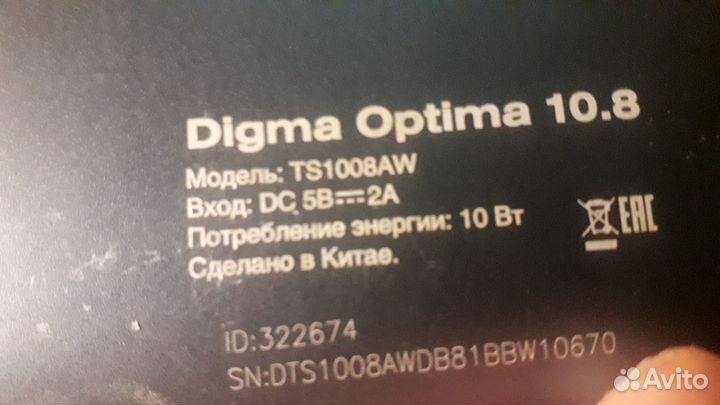 Digma Optima 10.8
Модель: TS1008AW
Вход: DC, 5В⎓2А
Потребление энергии: 10 Вт
Сделано в Китае.
EAC
ID:322674
SN:DTS1008AWDB81BBW10670
Avito